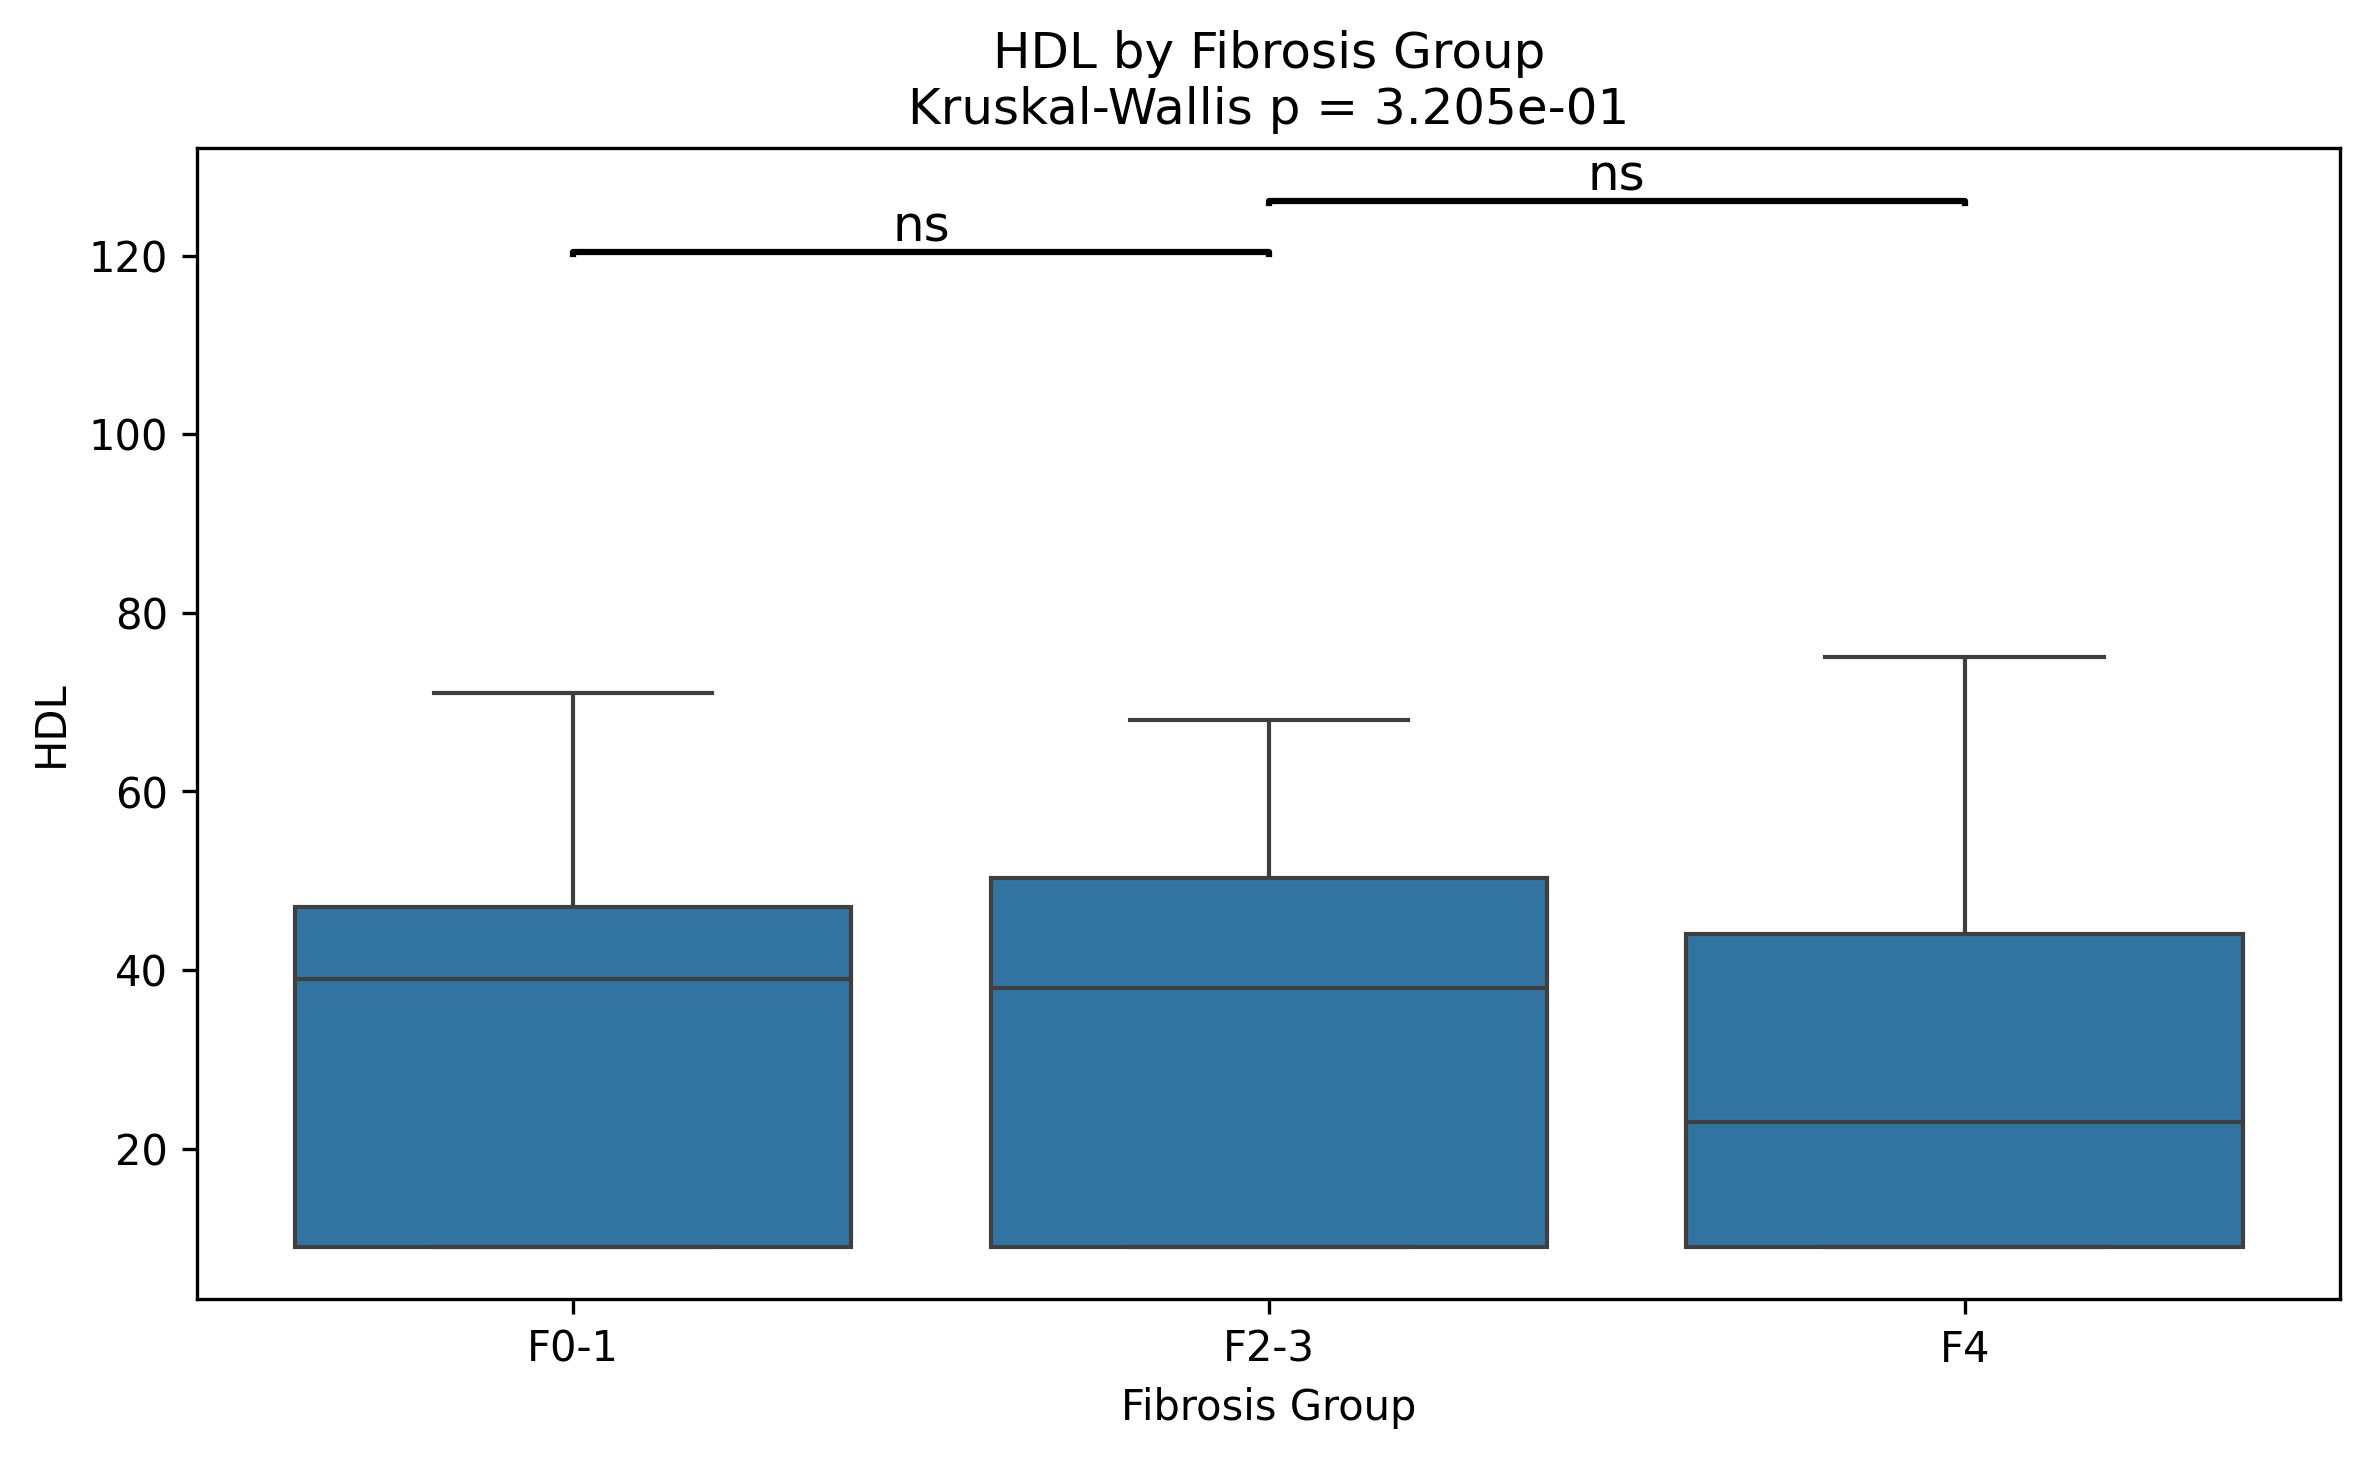 HDL by Fibrosis Group
Kruskal-Wallis p = 3.205e-01
ns
ns
120
100
80
60
40
20
HDL
F0-1
F2-3
F4
Fibrosis Group